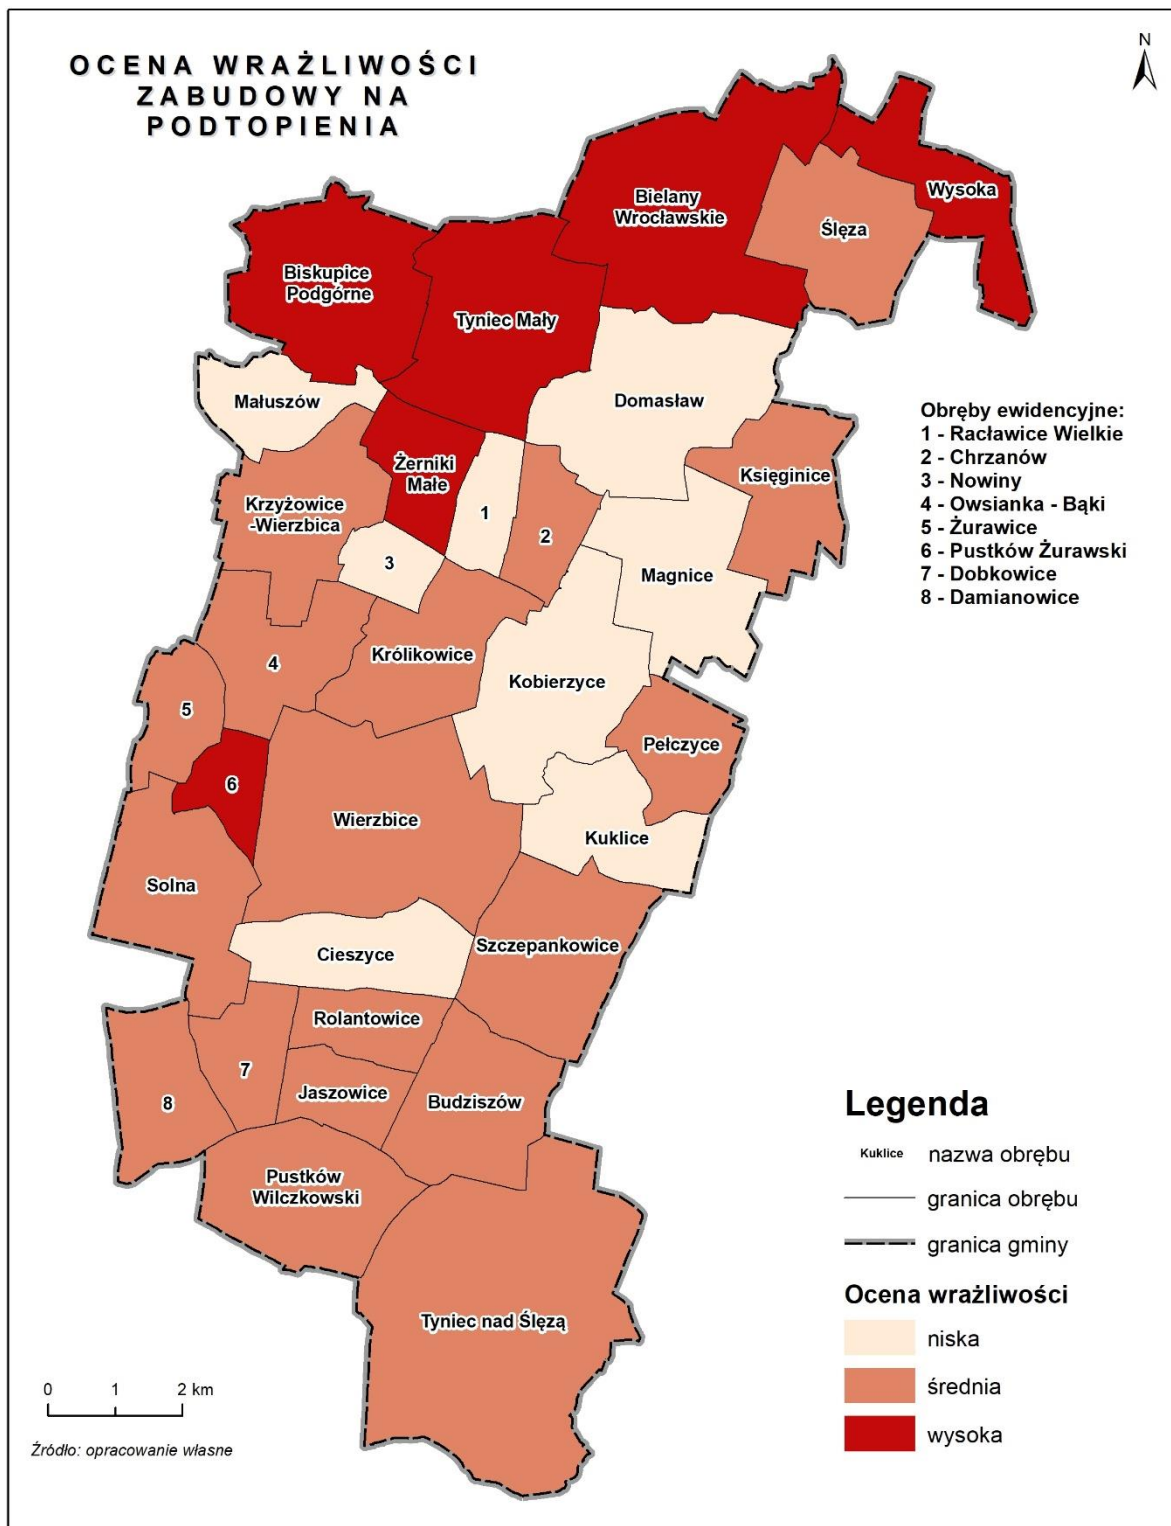 OCENA WRAŻLIWOŚCI
ZABUDOWY NA
PODTOPIENIA
N
Wysoka
Bielany
Wrocławskie
Ślęza
Biskupice
Podgórne
Tyniec Mały
Małuszów
Domasław
Obręby ewidencyjne:
1 - Racławice Wielkie
2 - Chrzanów
3 - Nowiny
4 - Owsianka - Bąki
5 - Żurawice
6 - Pustków Żurawski
7 - Dobkowice
8 - Damianowice
Żerniki
Małe
Księginice
Krzyżowice
-Wierzbica
1
2
3
Magnice
Królikowice
4
Kobierzyce
5
Pełczyce
6
Wierzbice
Kuklice
Solna
Szczepankowice
Cieszyce
Rolantowice
7
Jaszowice
8
Budziszów
Pustków
Wilczkowski
Tyniec nad Ślęzą
Legenda
Kuklice nazwa obrębu
granica obrębu
granica gminy
Ocena wrażliwości
niska
średnia
wysoka
0 1 2 km
Źródło: opracowanie własne